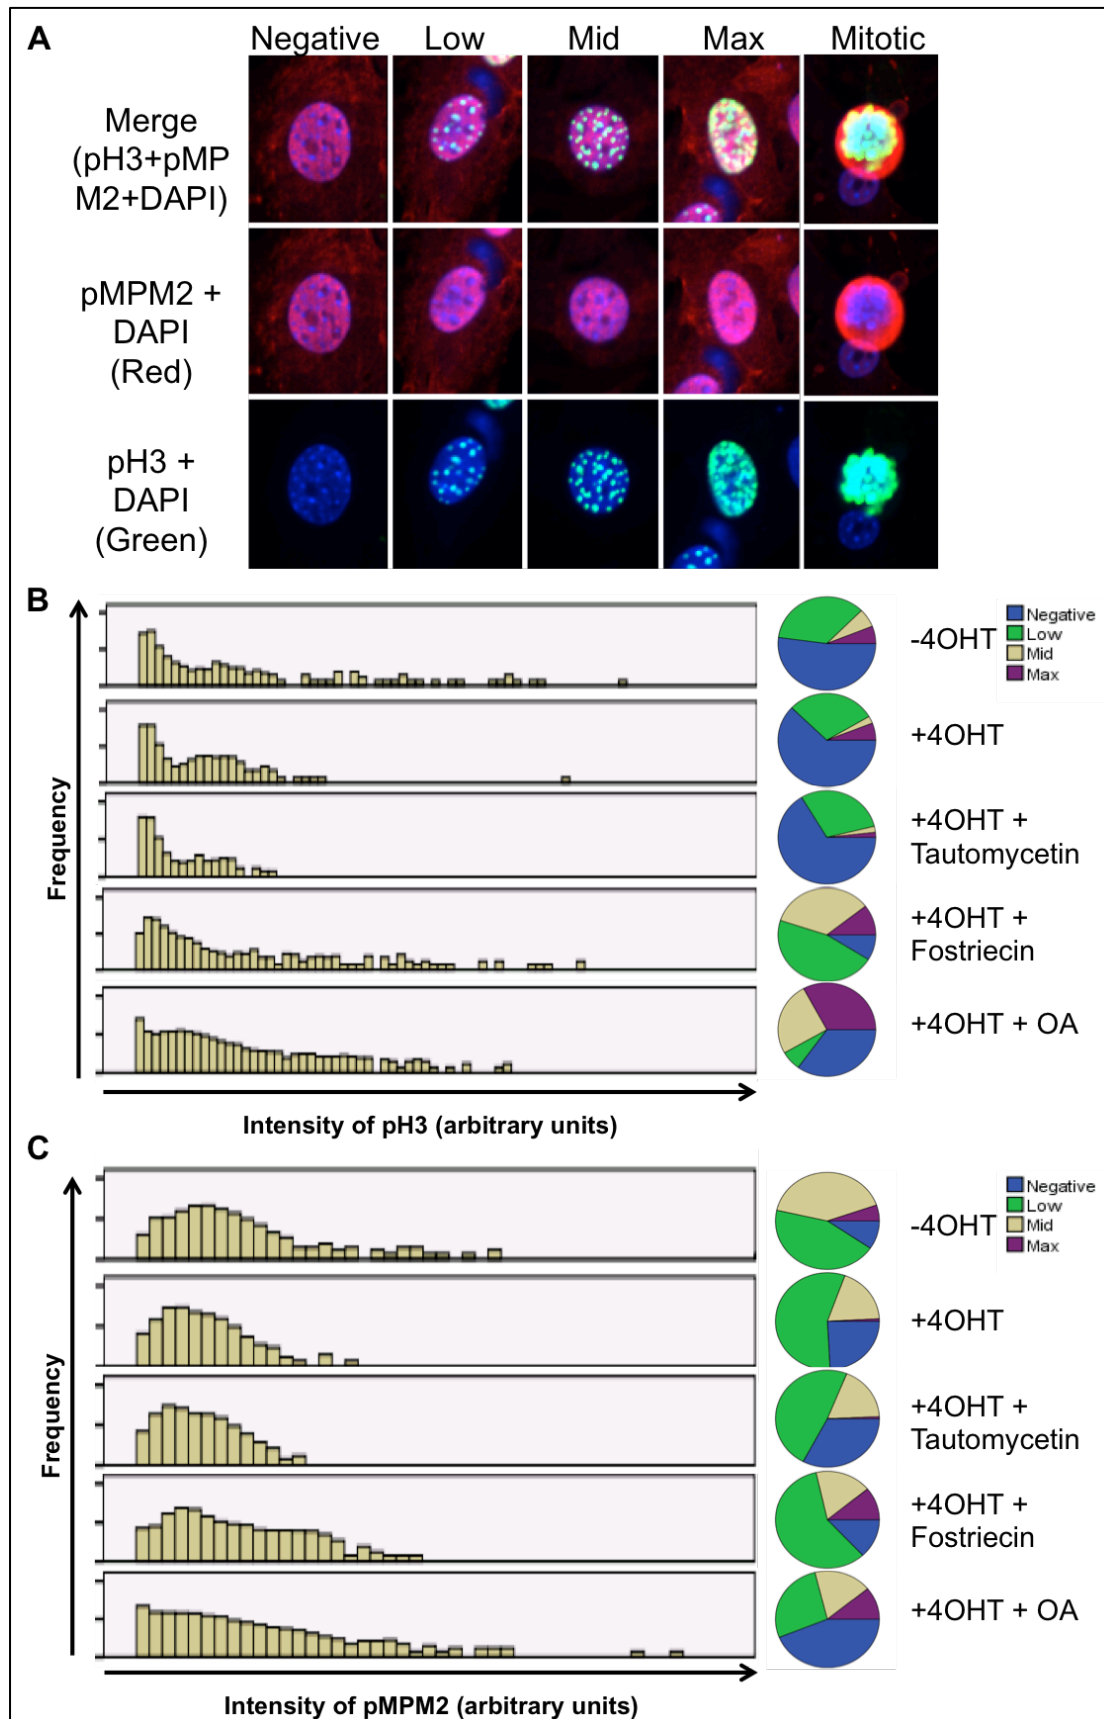 A
Negative Low Mid Max Mitotic
Merge
(pH3+pMP
M2+DAPI)
pMPM2 +
DAPI
(Red)
pH3 +
DAPI
(Green)
B
Frequency
Negative
Low
Mid
Max
-4OHT
+4OHT
+4OHT +
Tautomycetin
+4OHT +
Fostriecin
+4OHT + OA
Intensity of pH3 (arbitrary units)
C
Frequency
Negative
Low
Mid
Max
-4OHT
+4OHT
+4OHT +
Tautomycetin
+4OHT +
Fostriecin
+4OHT + OA
Intensity of pMPM2 (arbitrary units)